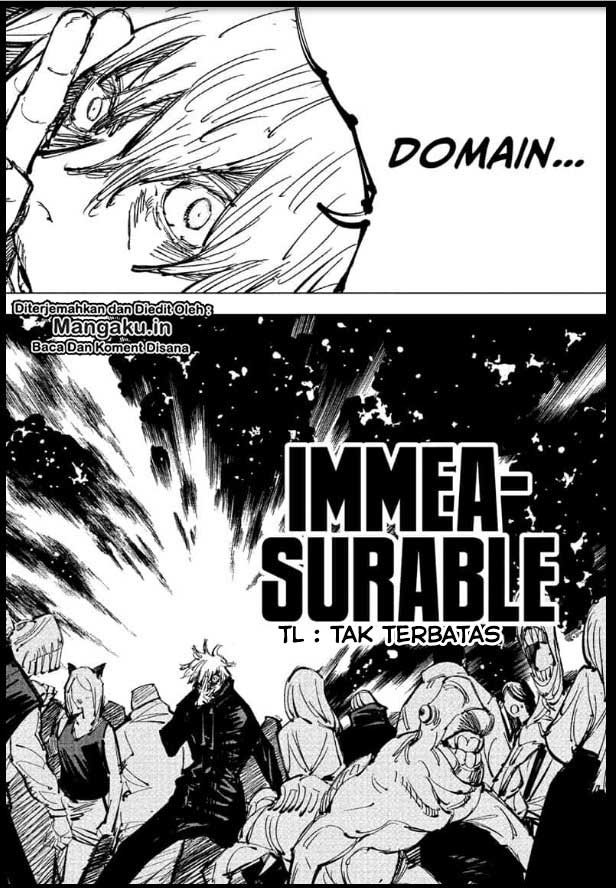 DOMAIN...
Diterjemahkan dan Diedit Oleh :
Mangaku.in
Baca Dan Koment Disana
IMMEA-
SURABLE
TL : TAK TERBATAS